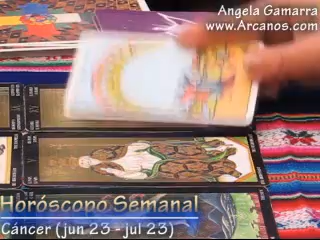 Angela Gamarra
www.Arcanos.com
Horóscopo Semanal
Cáncer (jun 23 - jul 23)